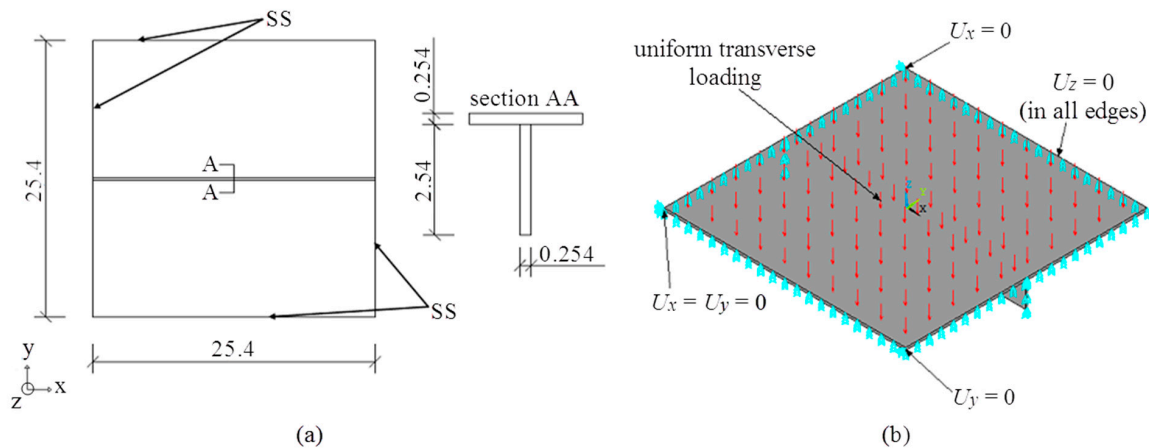 SS
0.254
section AA
A
A
25.4
2.54
0.254
SS
25.4
y
z
x
(a)
Ux = 0
uniform transverse
loading
Uz = 0
(in all edges)
z
Y
X
Ux = Uy = 0
Uy = 0
(b)